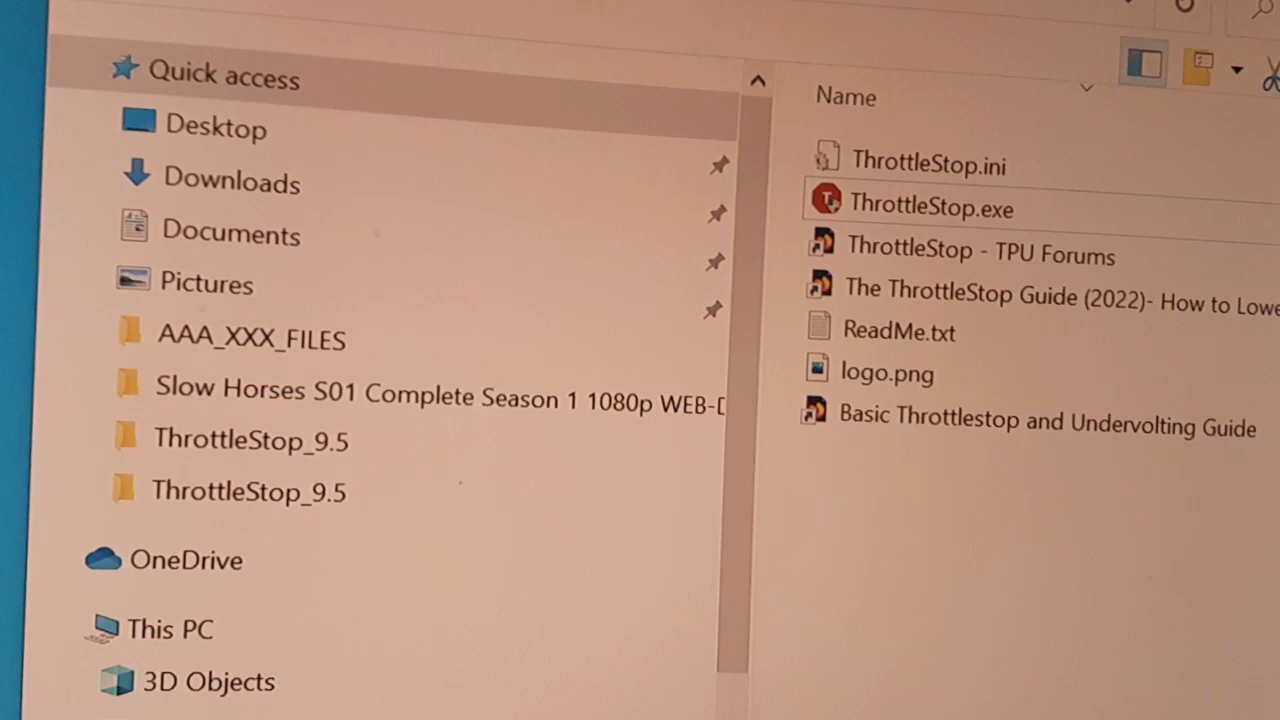 Quick access
Desktop
Downloads
Documents
Pictures
AAA_XXX_FILES
Slow Horses S01 Complete Season 1 1080p WEB-D
ThrottleStop_9.5
ThrottleStop_9.5
OneDrive
This PC
3D Objects
Name
ThrottleStop.ini
T
ThrottleStop.exe
ThrottleStop - TPU Forums
The ThrottleStop Guide (2022)- How to Lowe
ReadMe.txt
logo.png
Basic Throttlestop and Undervolting Guide